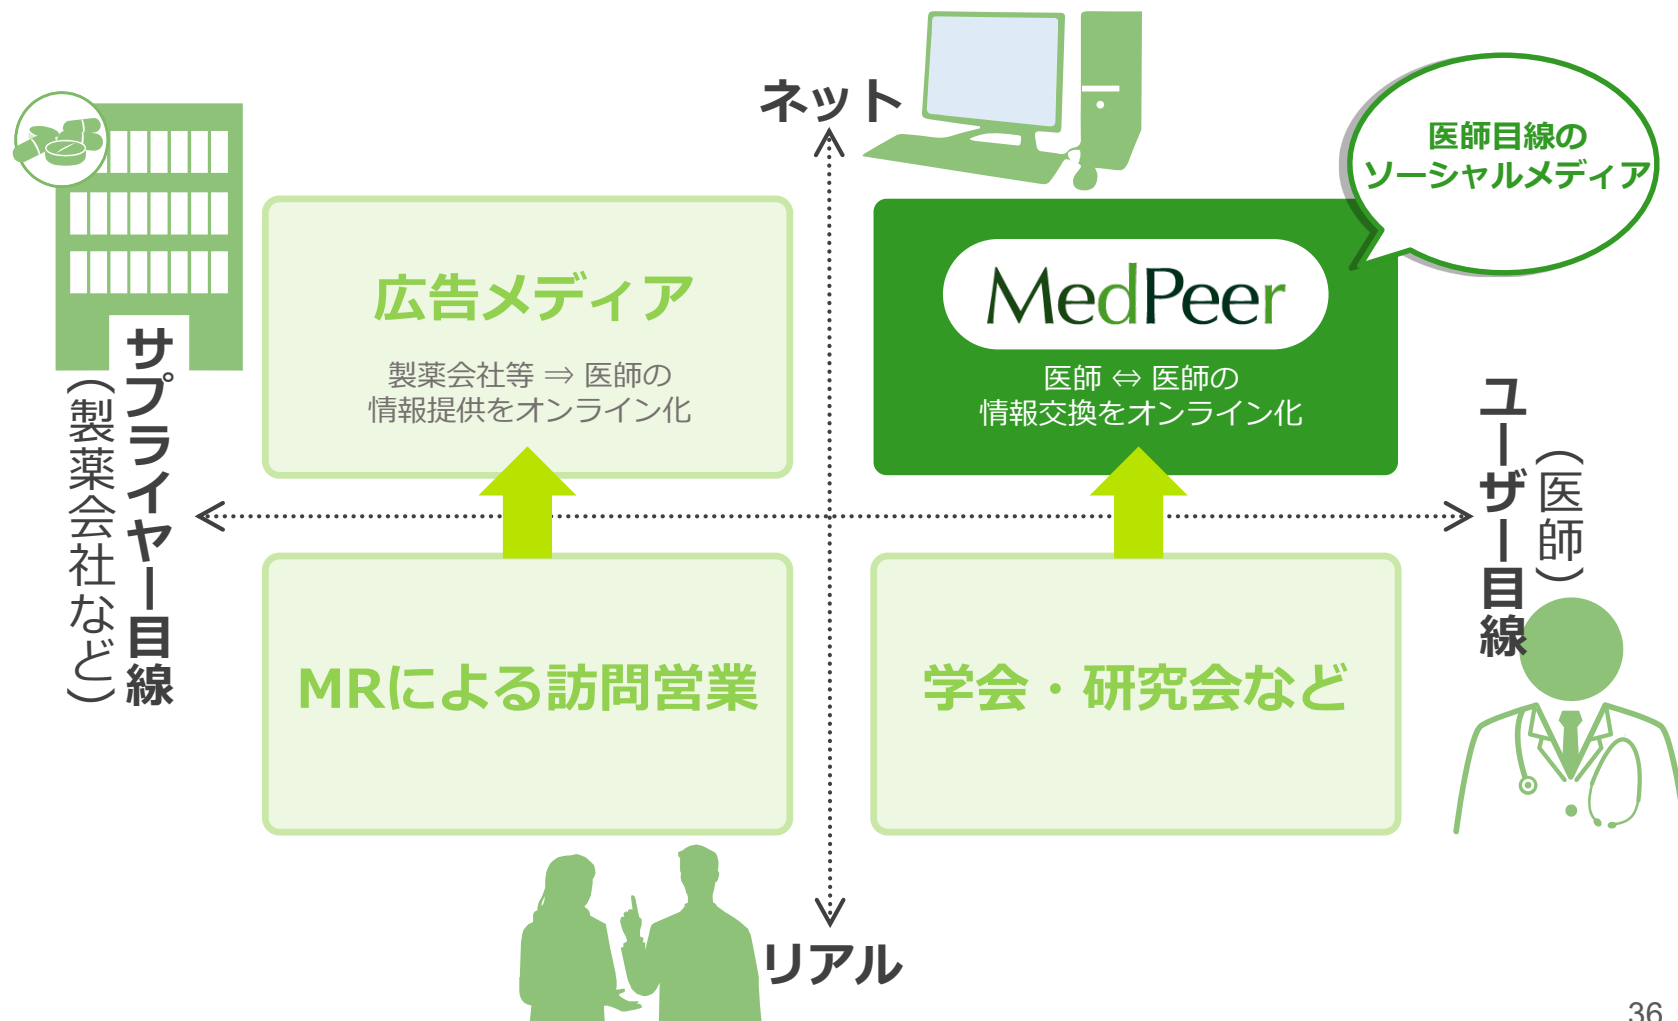 ネット
医師目線の
ソーシャルメディア
広告メディア
製薬会社等 ⇒ 医師の
情報提供をオンライン化
MedPeer
医師 ⇔ 医師の
情報交換をオンライン化
サプライヤー目線
（製薬会社など）
ユーザー目線
（医師）
MRによる訪問営業
学会・研究会など
リアル
36